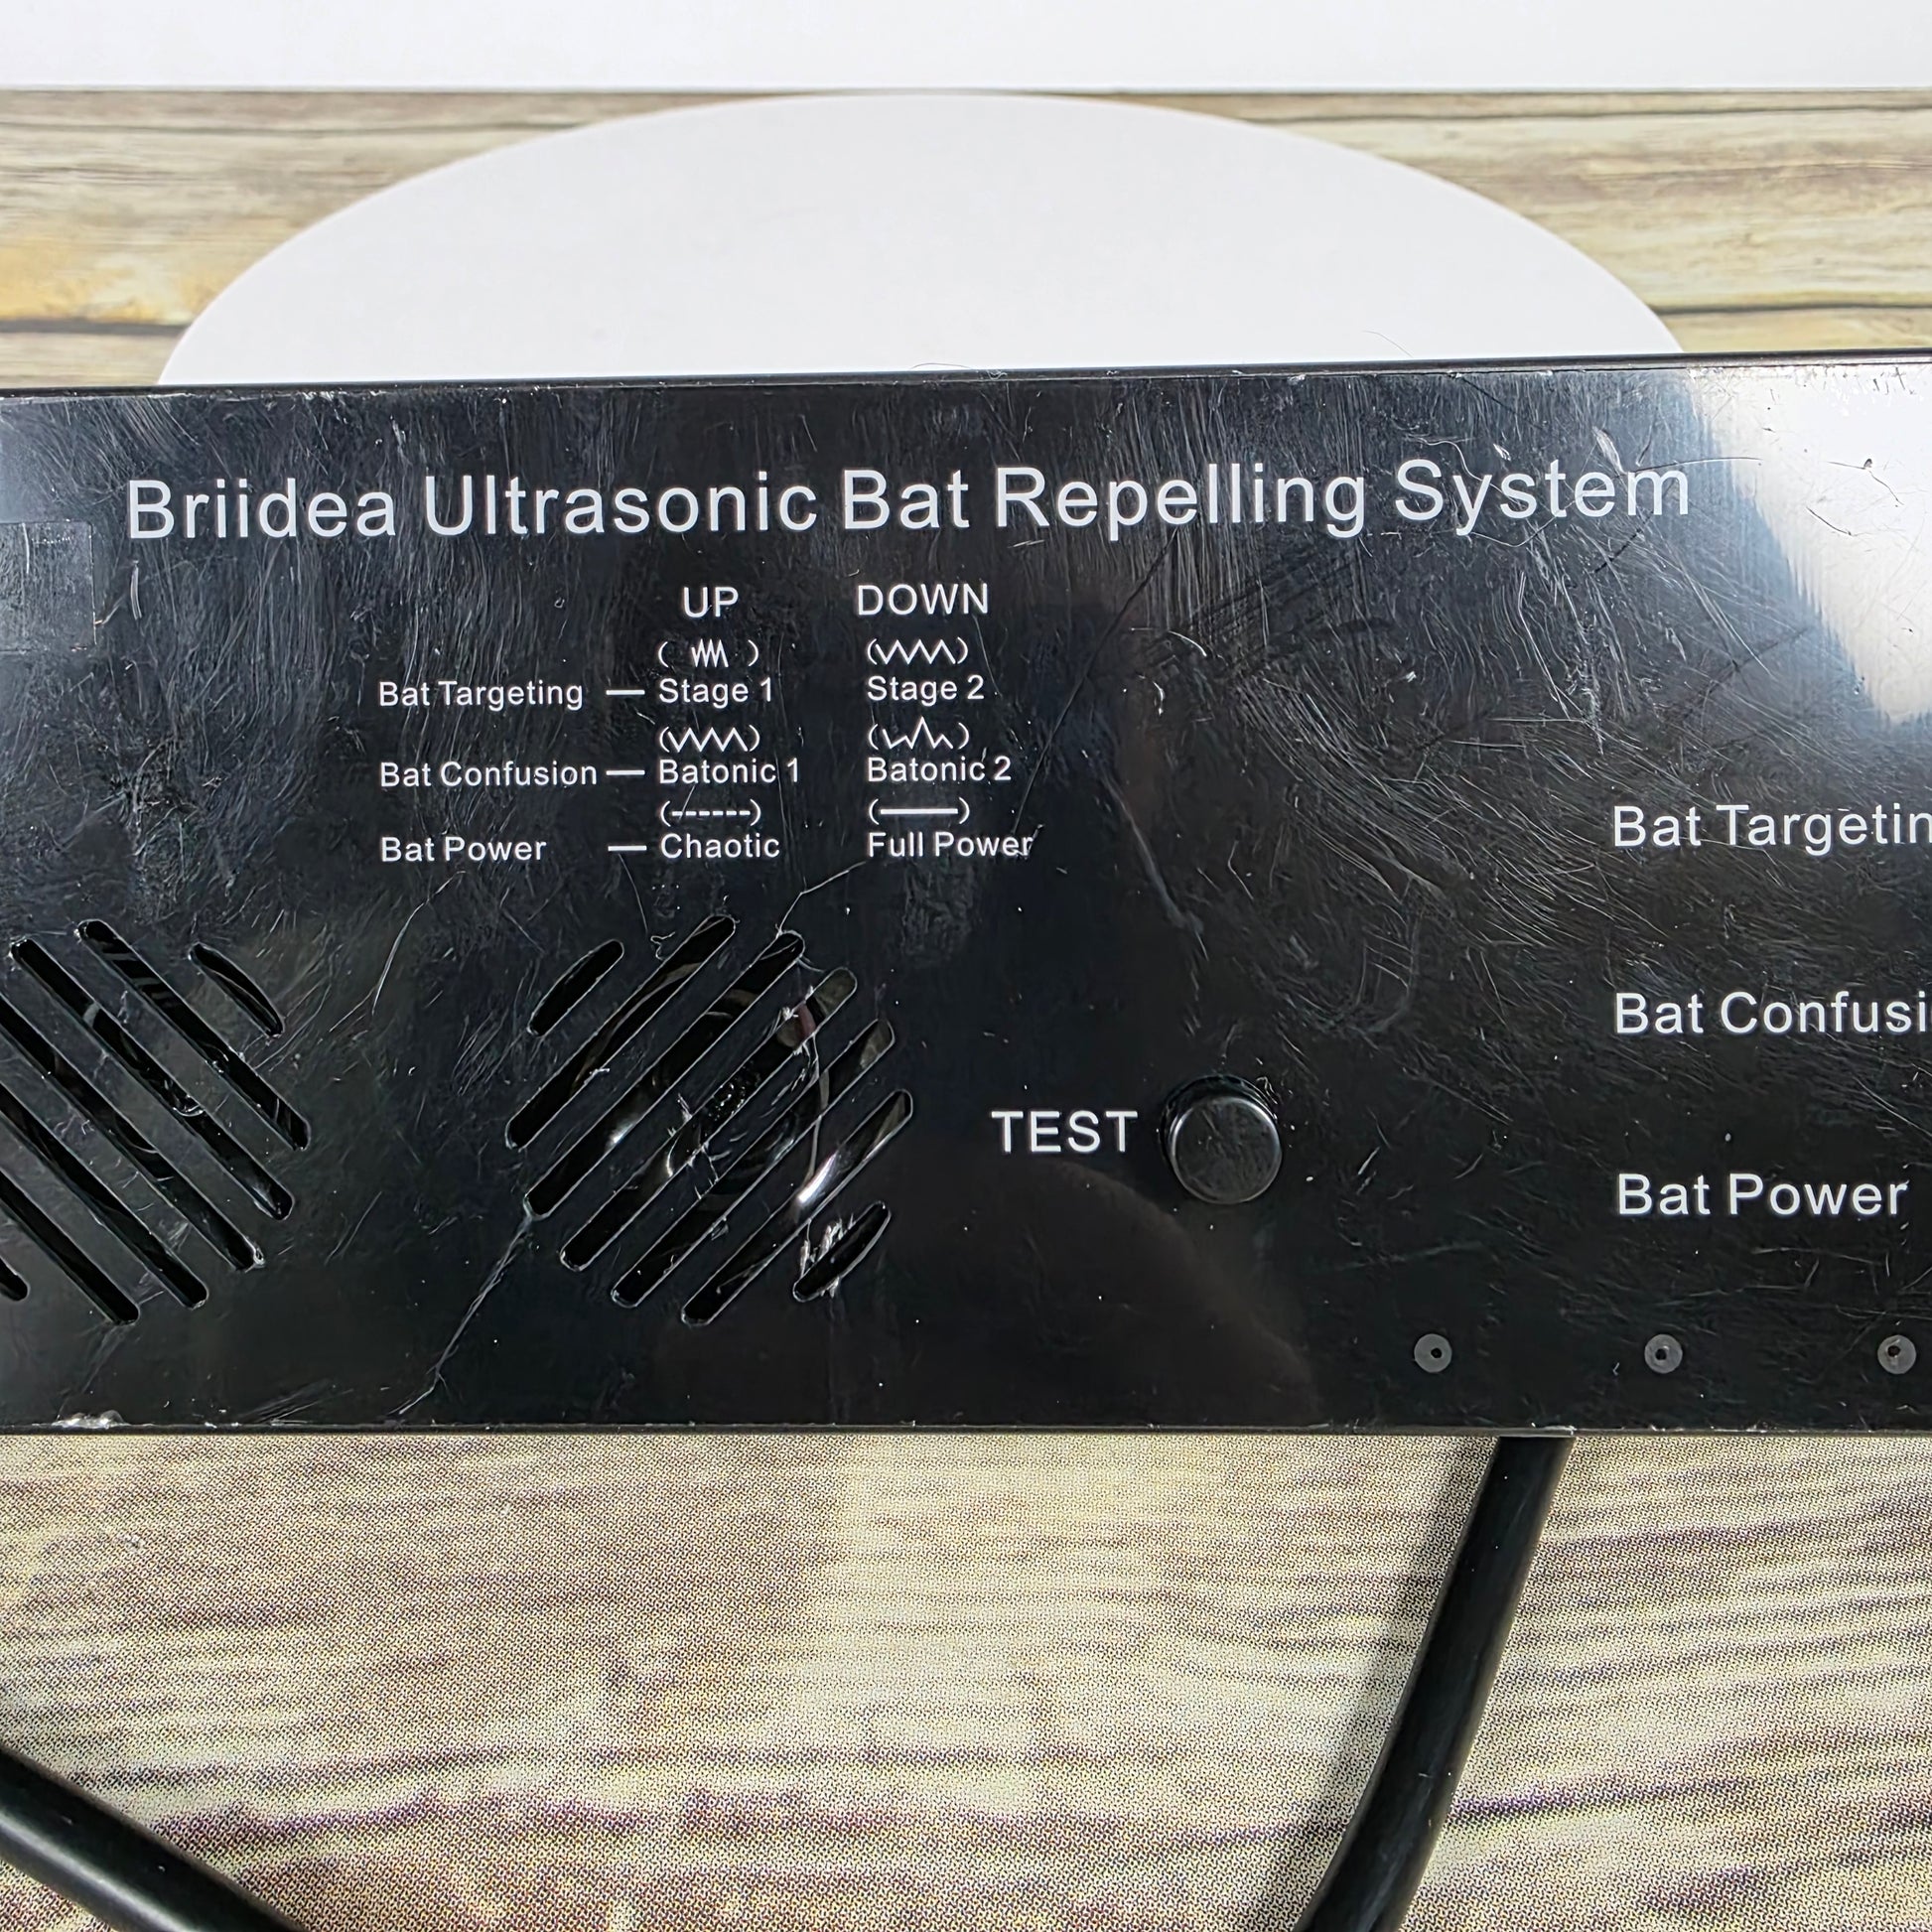 Briidea Ultrasonic Bat Repelling System
UP DOWN
Bat Targeting — Stage 1 Stage 2
Bat Confusion — Batonic 1 Batonic 2
Bat Power — Chaotic Full Power
TEST
Bat Targetin
Bat Confusi
Bat Power